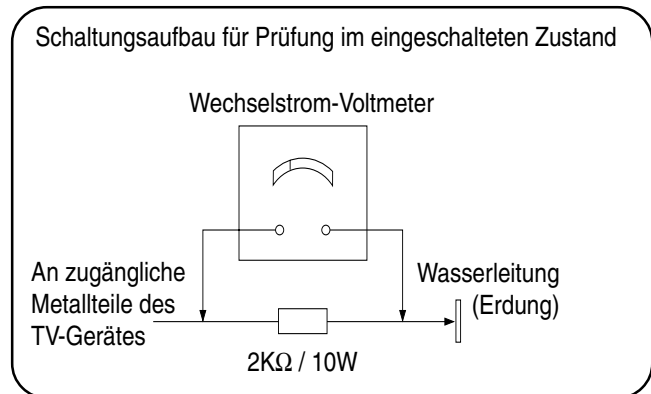 Schaltungsaufbau für Prüfung im eingeschalteten Zustand
Wechselstrom-Voltmeter
An zugängliche
Metallteile des
TV-Gerätes
Wasserleitung
(Erdung)
2KΩ / 10W